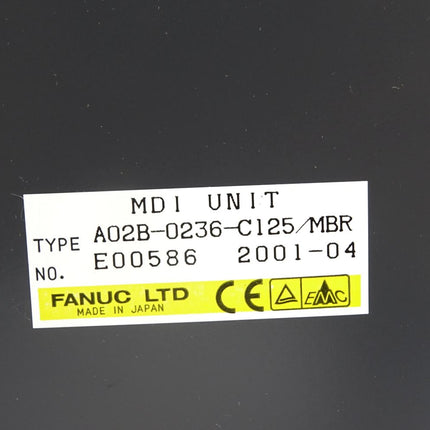 MDI UNIT
TYPE A02B-0236-C125/MBR
NO. E00586 2001-04
FANUC LTD
MADE IN JAPAN
CE EMC